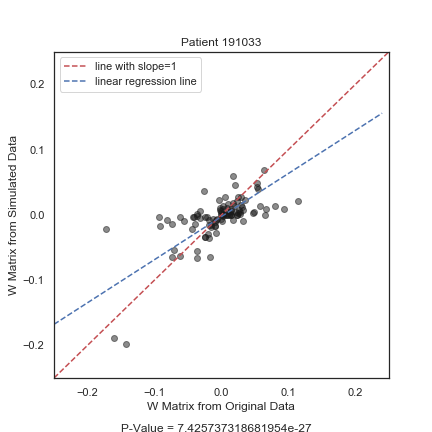 Patient 191033
line with slope=1
linear regression line
0.2
0.1
0.0
−0.1
−0.2
W Matrix from Simulated Data
−0.2
−0.1
0.0
0.1
0.2
W Matrix from Original Data
P-Value = 7.425737318681954e-27